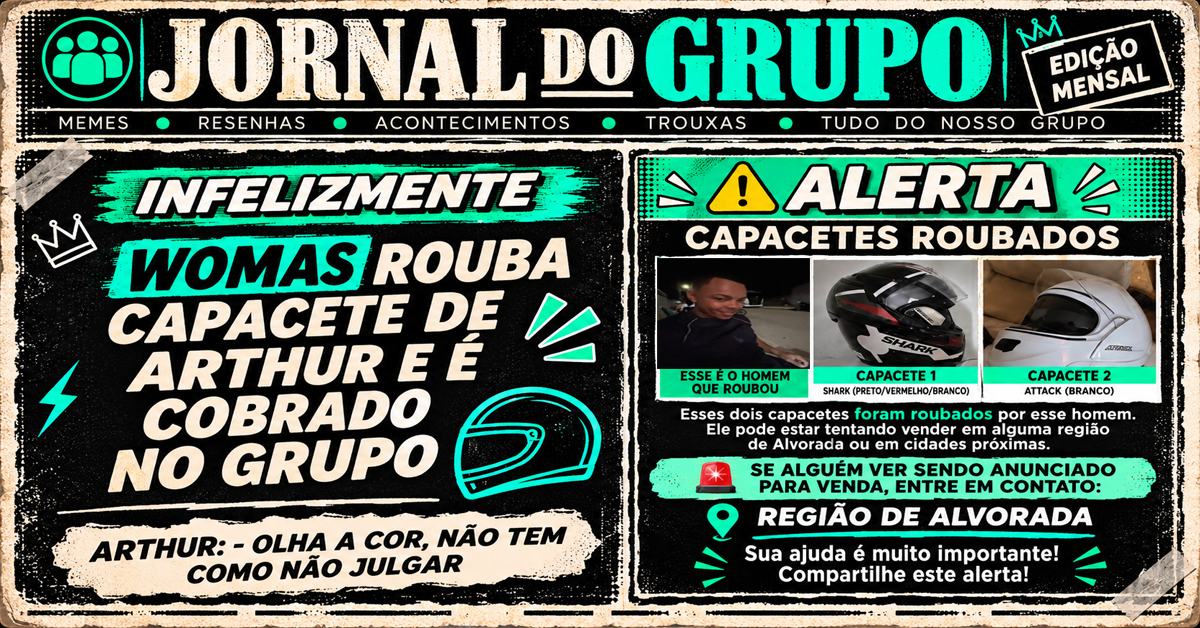 JORNAL DO GRUPO
EDIÇÃO
MENSAL
MEMES ● RESENHAS ● ACONTECIMENTOS ● TROUXAS ● TUDO DO NOSSO GRUPO
INFELIZMENTE
WOMAS ROUBA
CAPACETE DE
ARTHUR E É
COBRADO
NO GRUPO
ARTHUR: - OLHA A COR, NÃO TEM
COMO NÃO JULGAR
ALERTA
CAPACETES ROUBADOS
ESSE É O HOMEM
QUE ROUBOU
SHARK
CAPACETE 1
SHARK (PRETO/VERMELHO/BRANCO)
CAPACETE 2
ATTACK (BRANCO)
Esses dois capacetes foram roubados por esse homem.
Ele pode estar tentando vender em alguma região
de Alvorada ou em cidades próximas.
SE ALGUÉM VER SENDO ANUNCIADO
PARA VENDA, ENTRE EM CONTATO:
REGIÃO DE ALVORADA
Sua ajuda é muito importante!
Compartilhe este alerta!